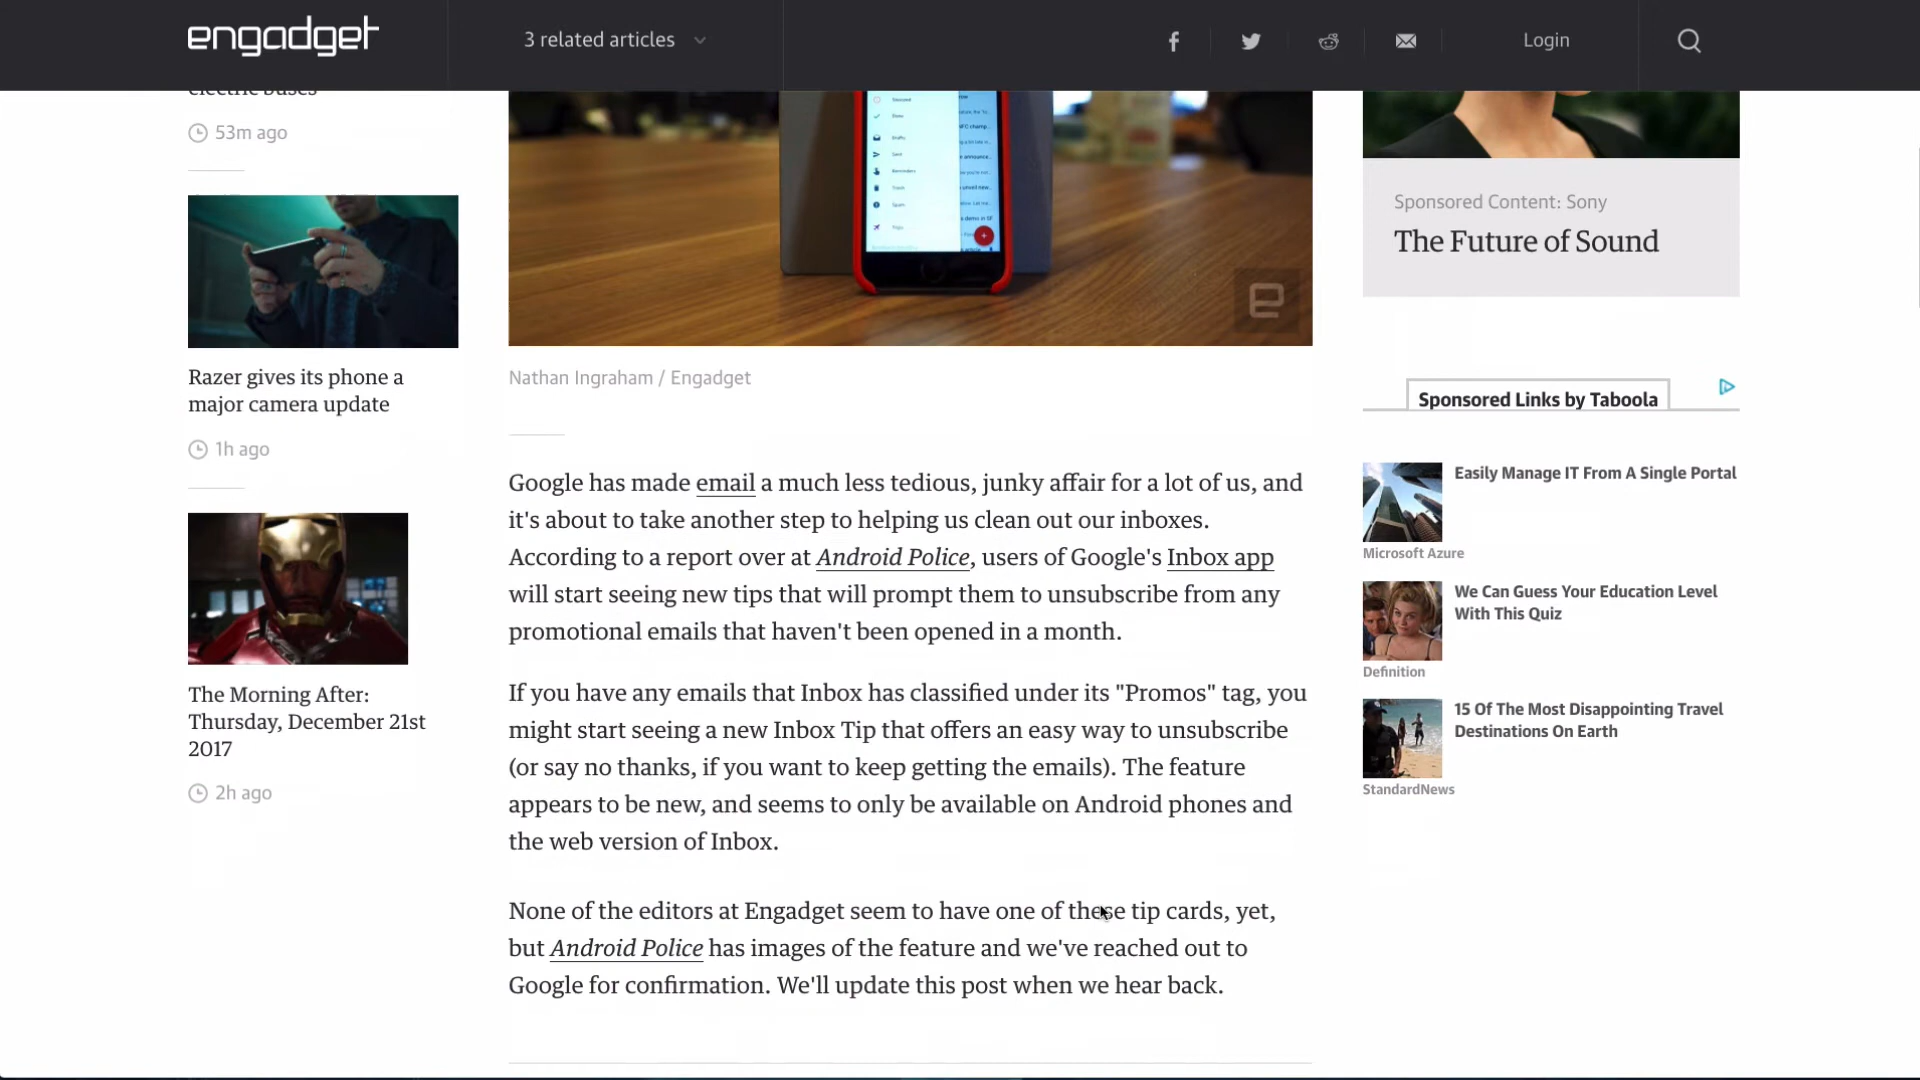 engadget
3 related articles
Login
electric buses
53m ago
Razer gives its phone a
major camera update
1h ago
The Morning After:
Thursday, December 21st
2017
2h ago
Done
Drafts
Sent
Reminders
Trash
Spam
Nathan Ingraham / Engadget
Google has made email a much less tedious, junky affair for a lot of us, and
it's about to take another step to helping us clean out our inboxes.
According to a report over at Android Police, users of Google's Inbox app
will start seeing new tips that will prompt them to unsubscribe from any
promotional emails that haven't been opened in a month.
If you have any emails that Inbox has classified under its "Promos" tag, you
might start seeing a new Inbox Tip that offers an easy way to unsubscribe
(or say no thanks, if you want to keep getting the emails). The feature
appears to be new, and seems to only be available on Android phones and
the web version of Inbox.
None of the editors at Engadget seem to have one of these tip cards, yet,
but Android Police has images of the feature and we've reached out to
Google for confirmation. We'll update this post when we hear back.
Sponsored Content: Sony
The Future of Sound
Sponsored Links by Taboola
Easily Manage IT From A Single Portal
Microsoft Azure
We Can Guess Your Education Level
With This Quiz
Definition
15 Of The Most Disappointing Travel
Destinations On Earth
StandardNews